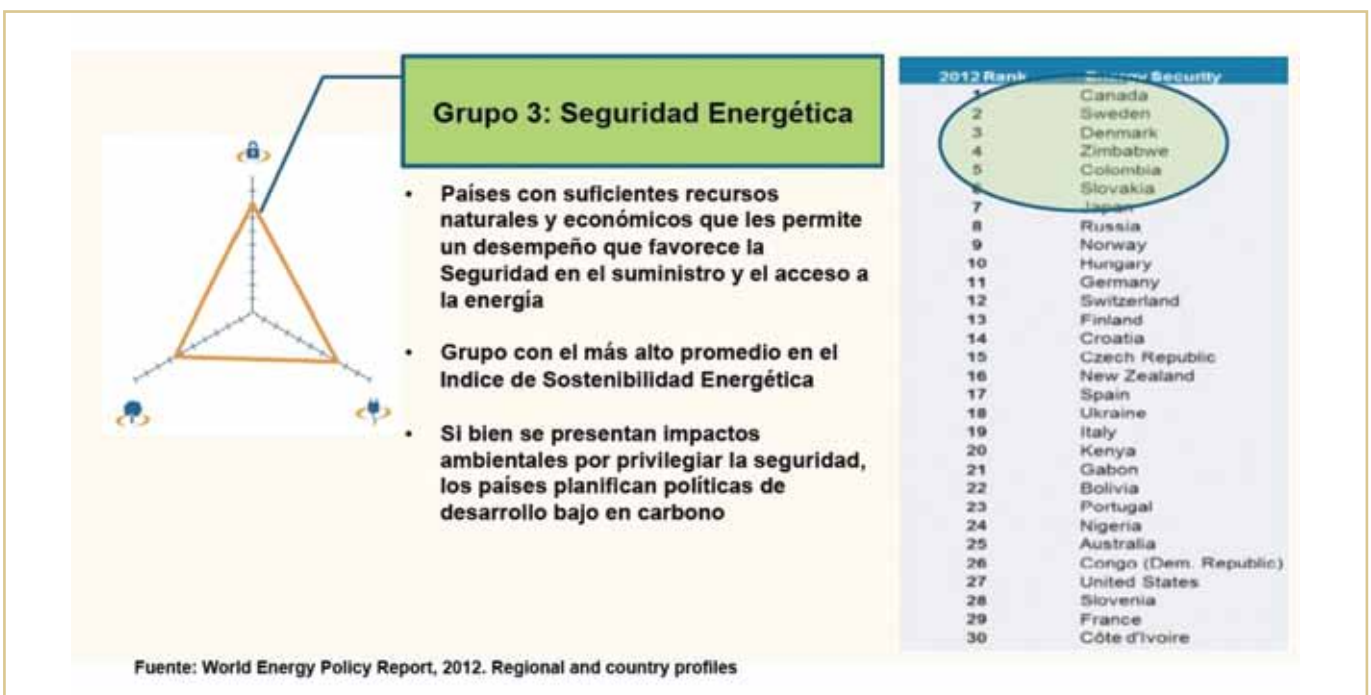 Grupo 3: Seguridad Energética
• Países con suficientes recursos
naturales y económicos que les permite
un desempeño que favorece la
Seguridad en el suministro y el acceso a
la energía
• Grupo con el más alto promedio en el
Indice de Sostenibilidad Energética
• Si bien se presentan impactos
ambientales por privilegiar la seguridad,
los países planifican políticas de
desarrollo bajo en carbono
2012 Rank Energy Security
1 Canada
2 Sweden
3 Denmark
4 Zimbabwe
5 Colombia
6 Slovakia
7 Japan
8 Russia
9 Norway
10 Hungary
11 Germany
12 Switzerland
13 Finland
14 Croatia
15 Czech Republic
16 New Zealand
17 Spain
18 Ukraine
19 Italy
20 Kenya
21 Gabon
22 Bolivia
23 Portugal
24 Nigeria
25 Australia
26 Congo (Dem. Republic)
27 United States
28 Slovenia
29 France
30 Côte d'Ivoire
Fuente: World Energy Policy Report, 2012. Regional and country profiles